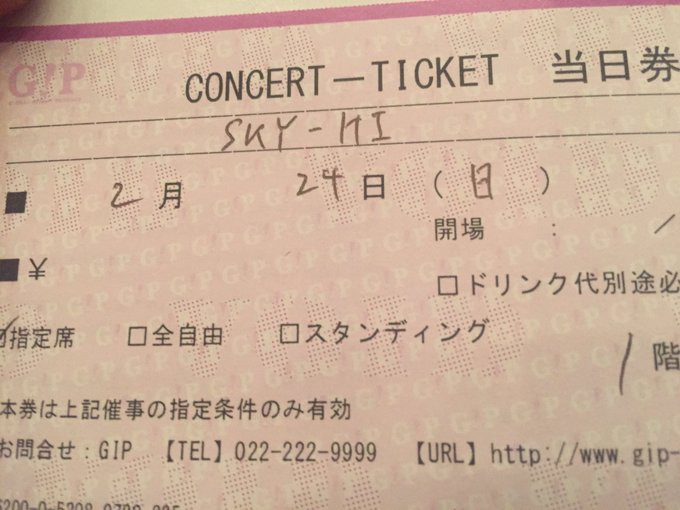 G!P
CONCERT—TICKET 当日券
SKY-HI
■ 2月 24日 (日)
開場 :
■¥
□ドリンク代別途必
指定席 □全自由 □スタンディング
1階
本券は上記催事の指定条件のみ有効
お問合せ:GIP 【TEL】022-222-9999 【URL】http://www.gip-